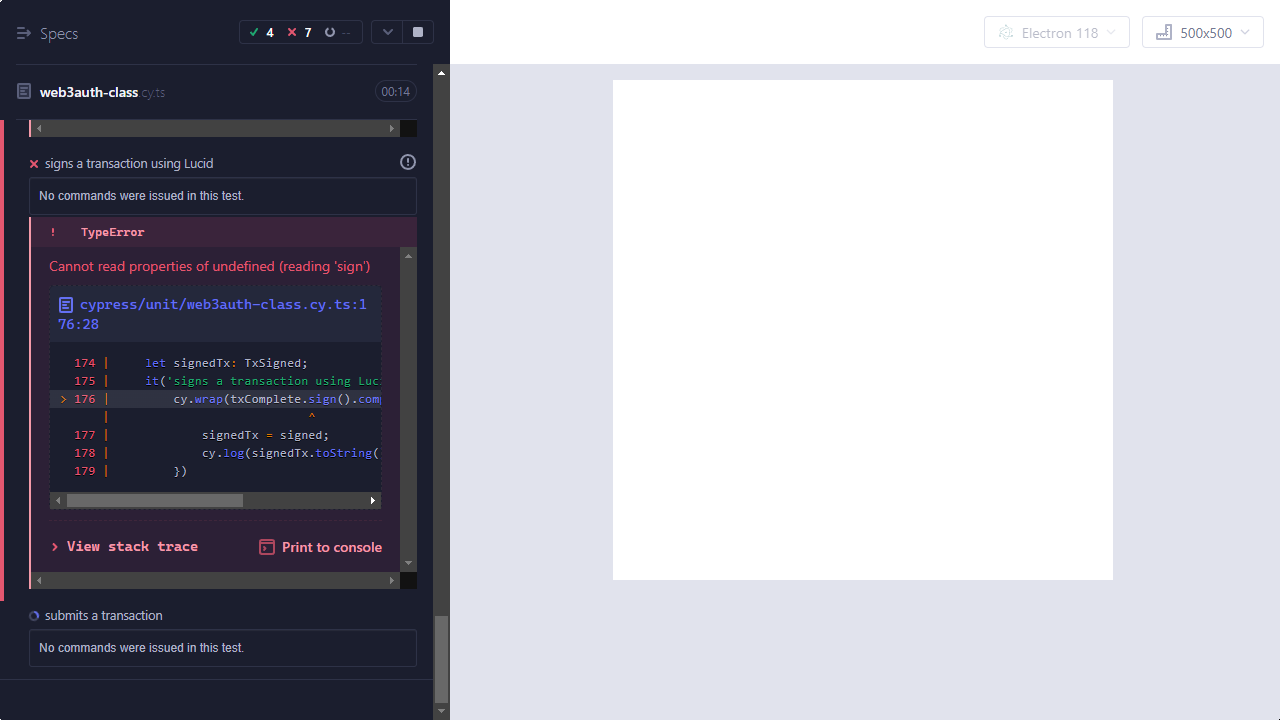 Specs
4
7
--
Electron 118
500x500
web3auth-class.cy.ts
00:14
signs a transaction using Lucid
No commands were issued in this test.
! TypeError
Cannot read properties of undefined (reading 'sign')
cypress/unit/web3auth-class.cy.ts:1
76:28
174 | let signedTx: TxSigned;
175 | it('signs a transaction using Luc
> 176 | cy.wrap(txComplete.sign().com
| ^
177 | signedTx = signed;
178 | cy.log(signedTx.toString(
179 | })
View stack trace
Print to console
submits a transaction
No commands were issued in this test.